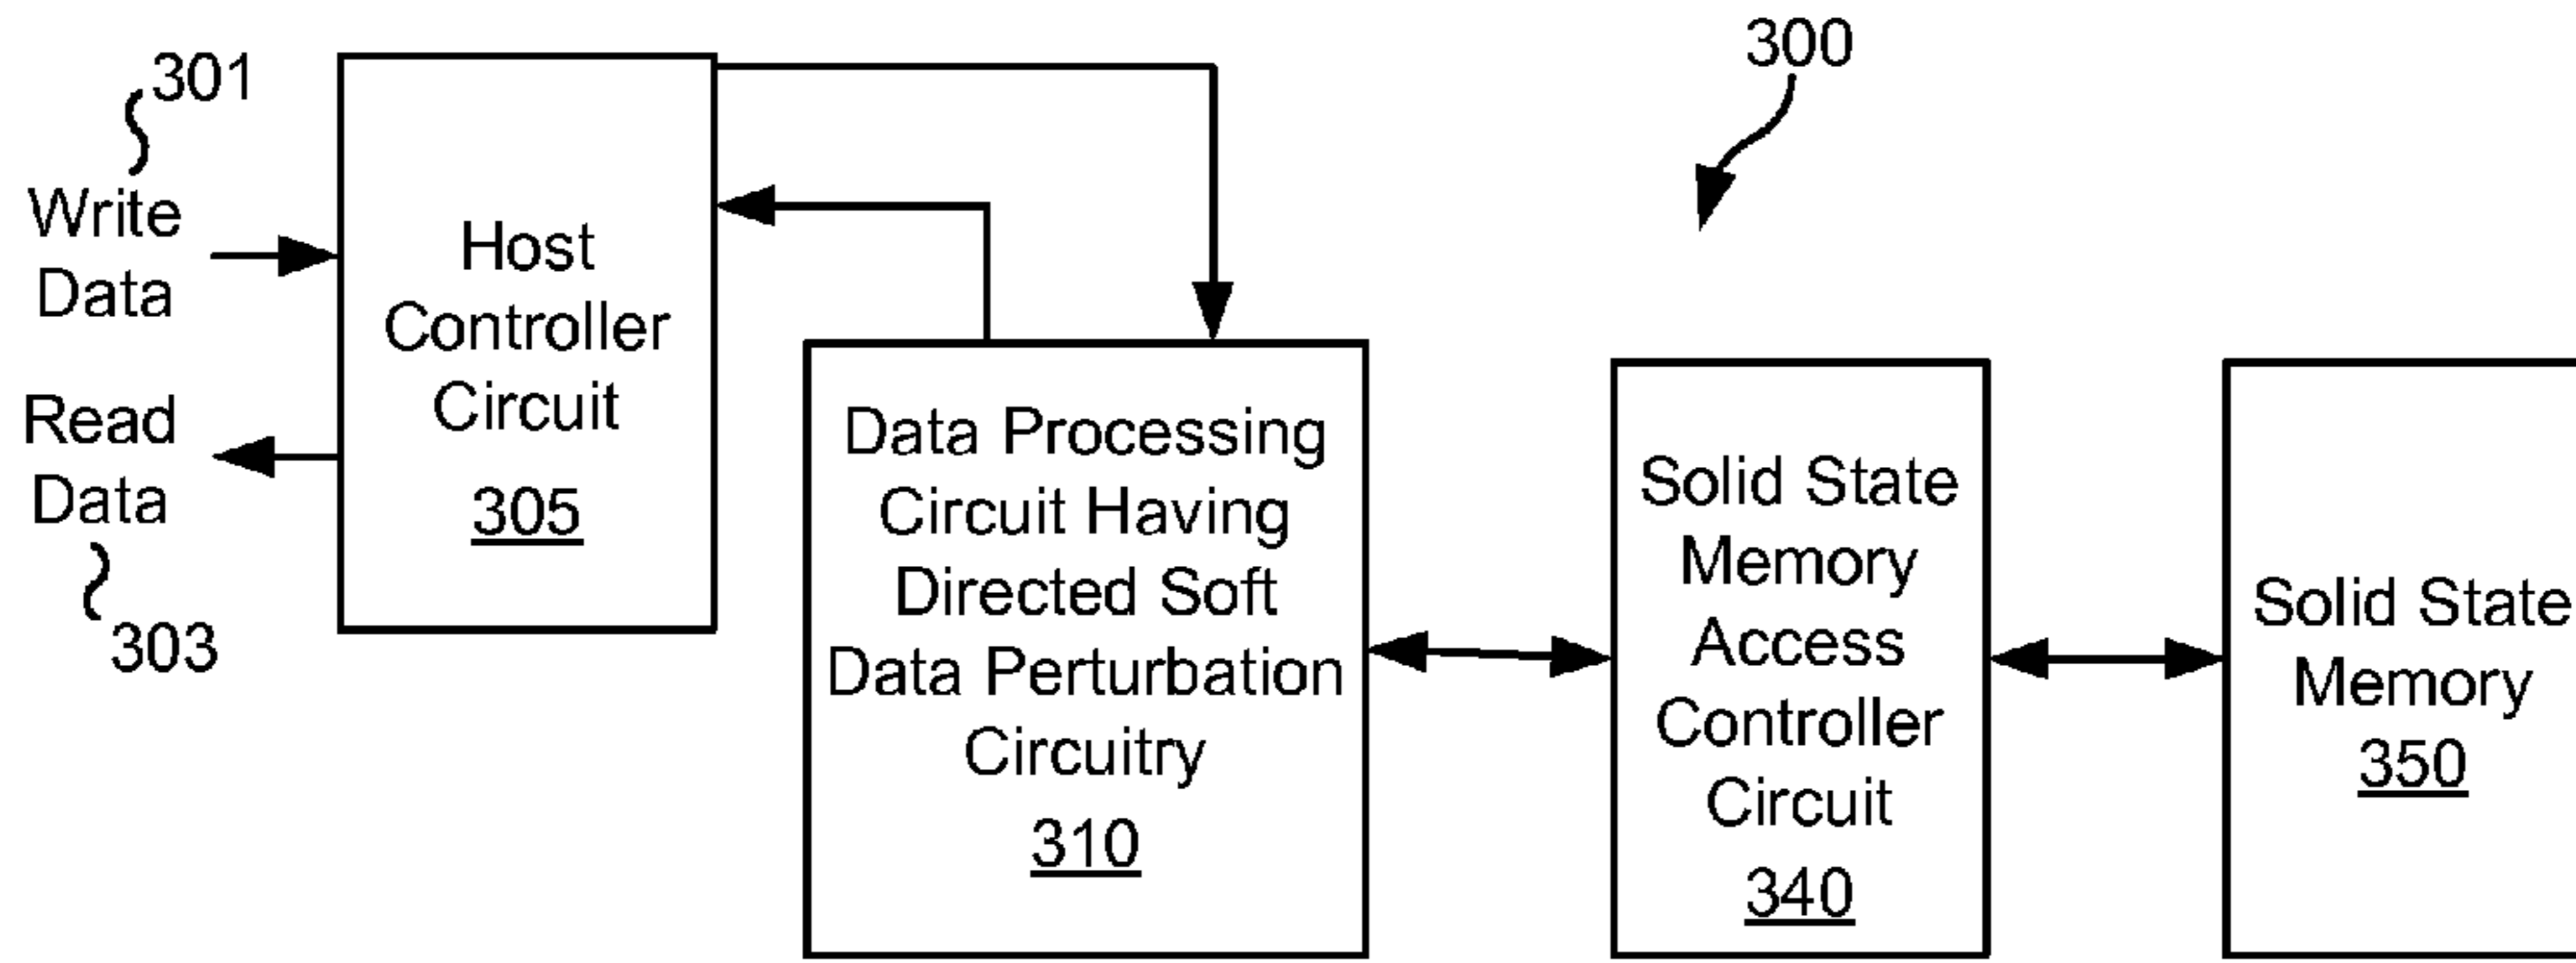 301
Write
Data
Read
Data
303
Host
Controller
Circuit
305
300
Data Processing
Circuit Having
Directed Soft
Data Perturbation
Circuitry
310
Solid State
Memory
Access
Controller
Circuit
340
Solid State
Memory
350